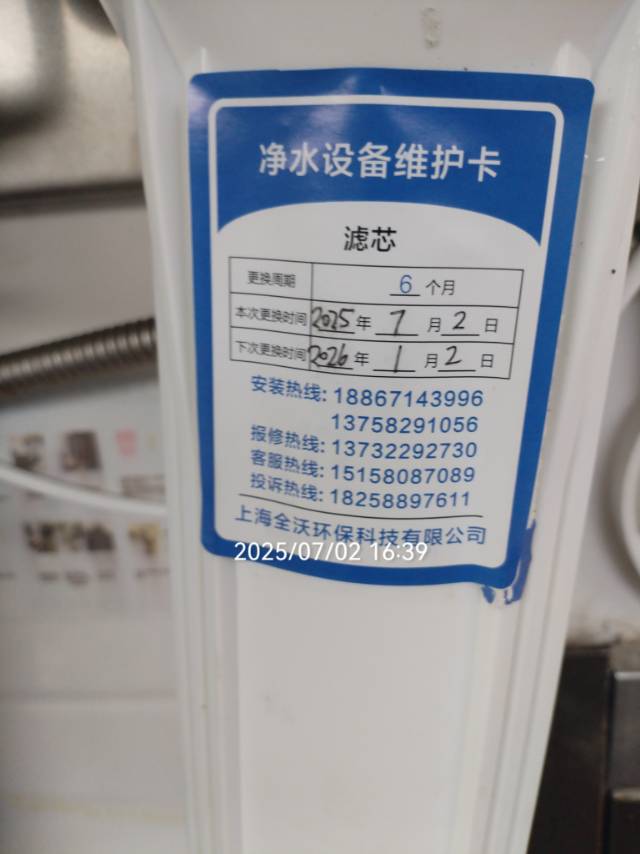 净水设备维护卡
滤芯
更换周期 6 个月
本次更换时间 2025 年 7 月 2 日
下次更换时间 2026 年 1 月 2 日
安装热线: 18867143996
13758291056
报修热线: 13732292730
客服热线: 15158087089
投诉热线: 18258897611
上海全沃环保科技有限公司
2025/07/02 16:39